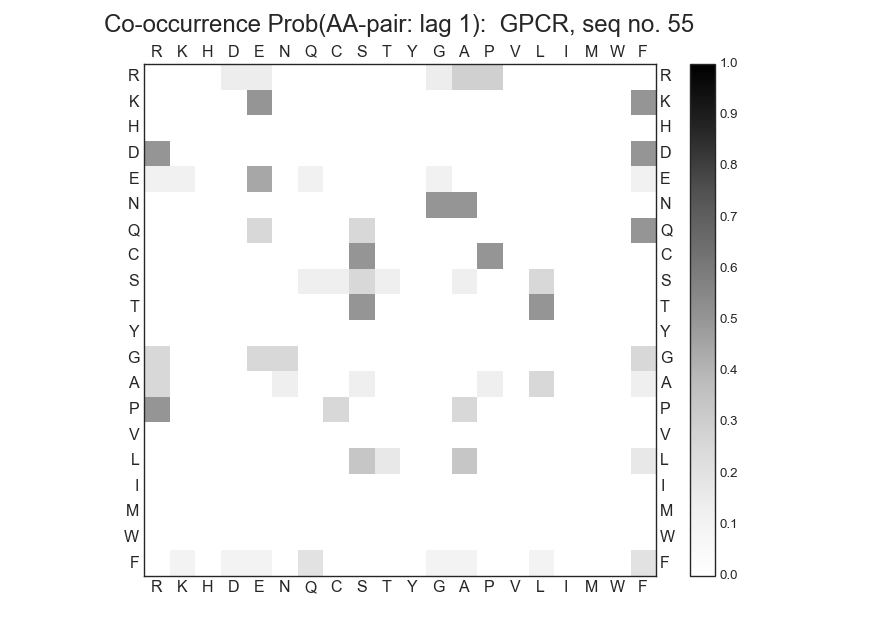 Co-occurrence Prob(AA-pair: lag 1):  GPCR, seq no. 55
R K H D E N Q C S T Y G A P V L I M W F
1.0
R R
K K
0.9
H H
D D
0.8
E E
0.7
N N
Q Q
0.6
C C
S S
T T
0.5
Y Y
G G
0.4
A A
P P
0.3
V V
L L
0.2
I I
M M
0.1
W W
F F
0.0
R K H D E N Q C S T Y G A P V L I M W F